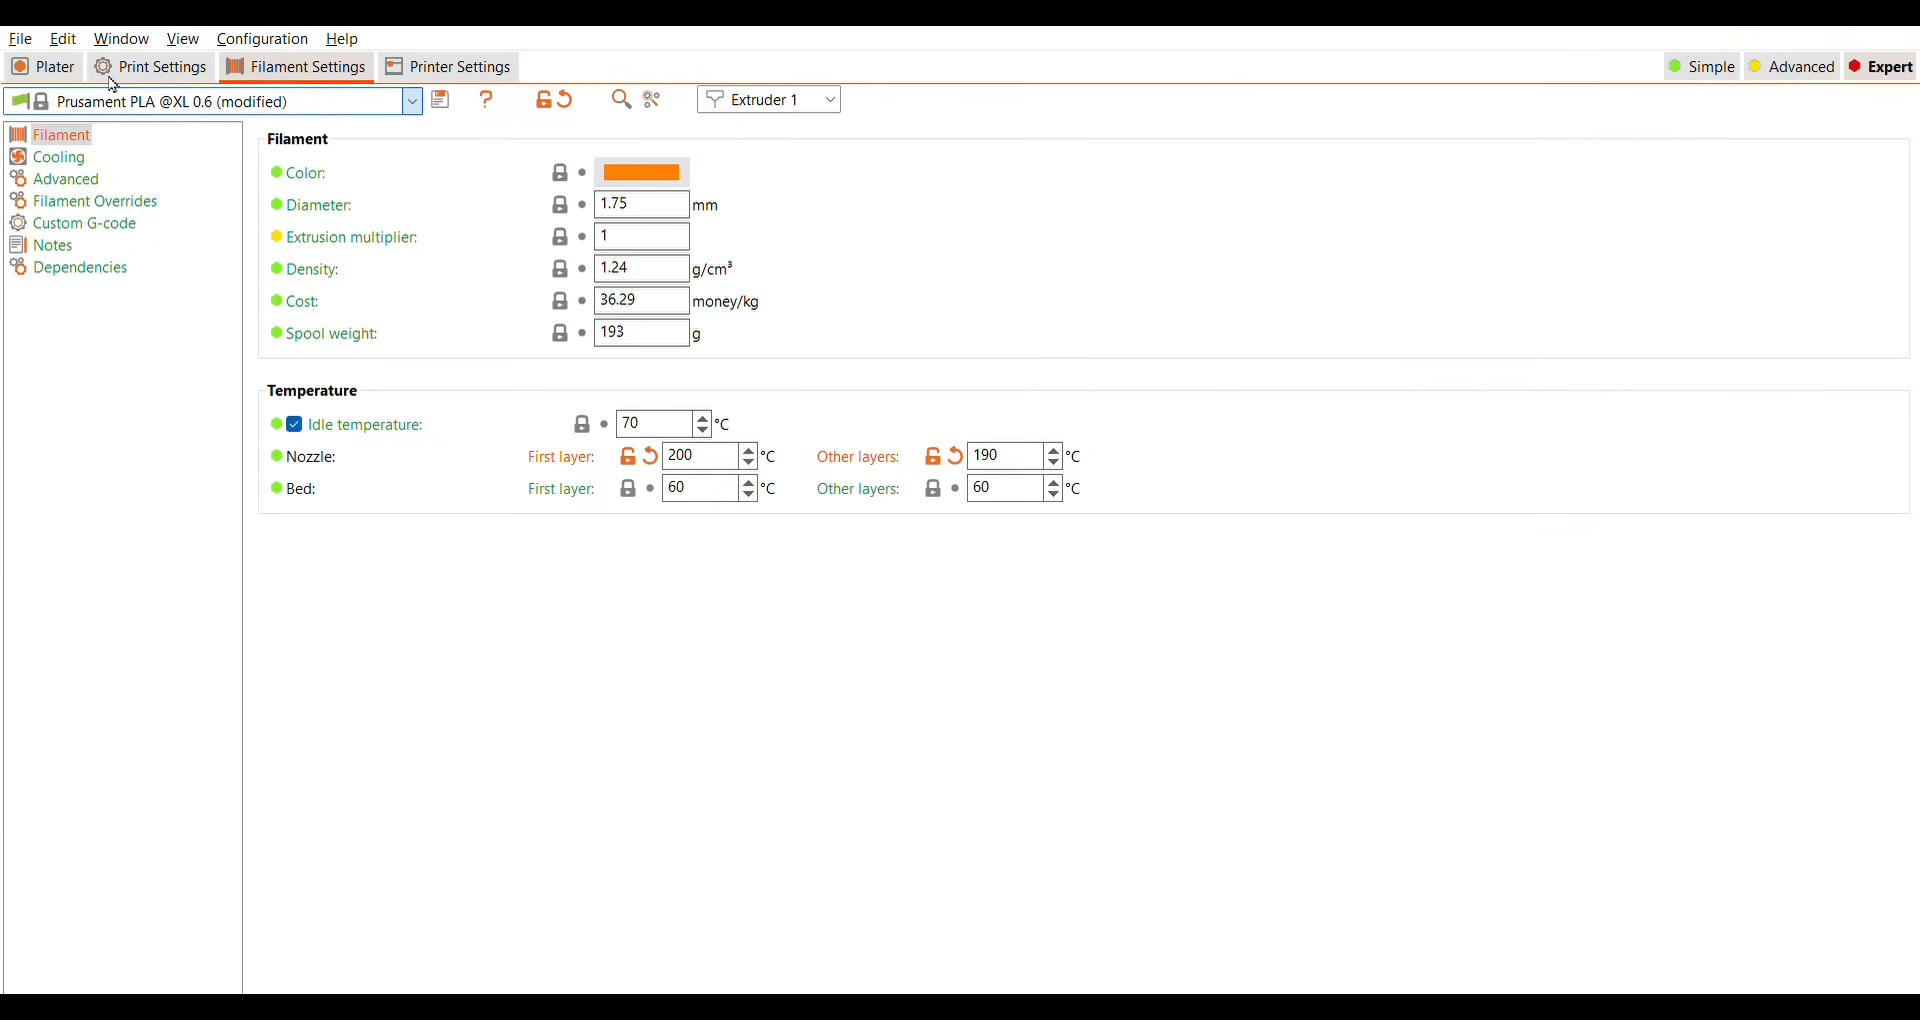 File Edit Window View Configuration Help
Plater Print Settings Filament Settings Printer Settings Simple Advanced Expert
Prusament PLA @XL 0.6 (modified) ? Extruder 1
Filament
Cooling
Advanced
Filament Overrides
Custom G-code
Notes
Dependencies
Filament
Color:
Diameter: 1.75 mm
Extrusion multiplier: 1
Density: 1.24 g/cm³
Cost: 36.29 money/kg
Spool weight: 193 g
Temperature
Idle temperature: 70 °C
Nozzle: First layer: 200 °C Other layers: 190 °C
Bed: First layer: 60 °C Other layers: 60 °C